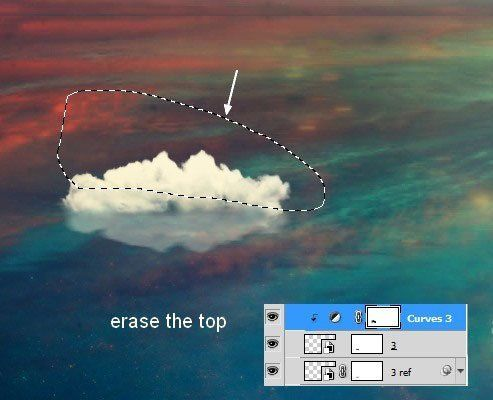 erase the top
Curves 3
3
3 ref